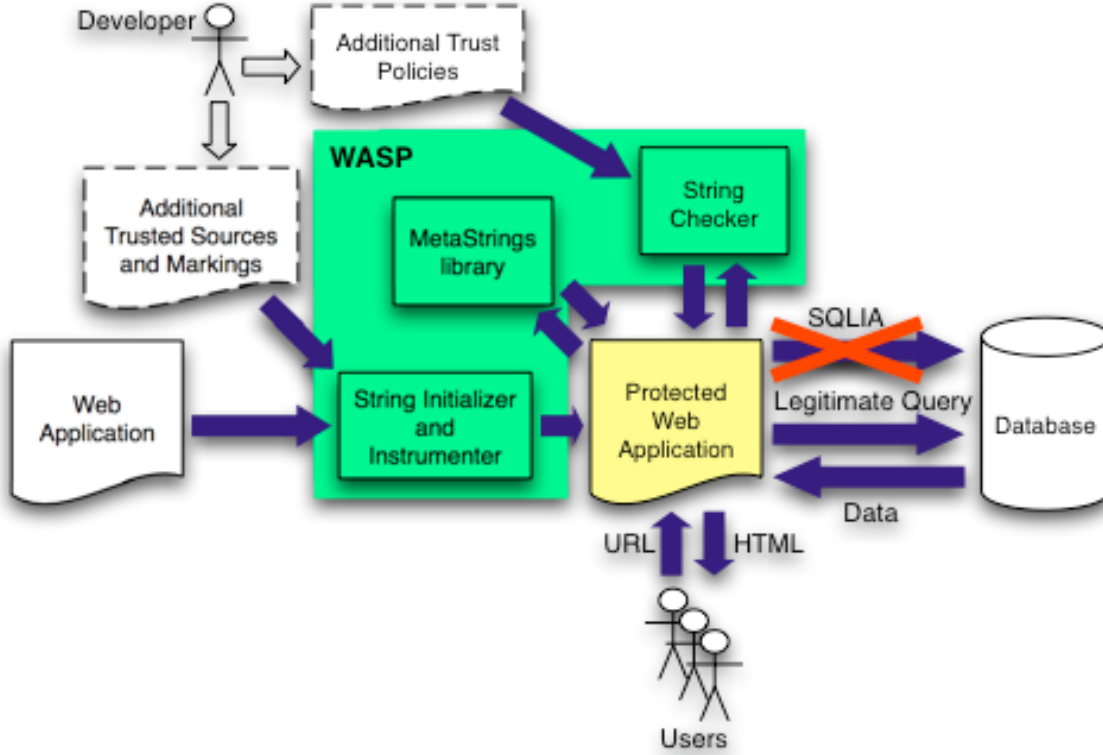 Developer
Additional Trust
Policies
WASP
String
Checker
Additional
Trusted Sources
and Markings
MetaStrings
library
SQLIA
Web
Application
String Initializer
and
Instrumenter
Protected
Web
Application
Legitimate Query
Database
Data
URL
HTML
Users